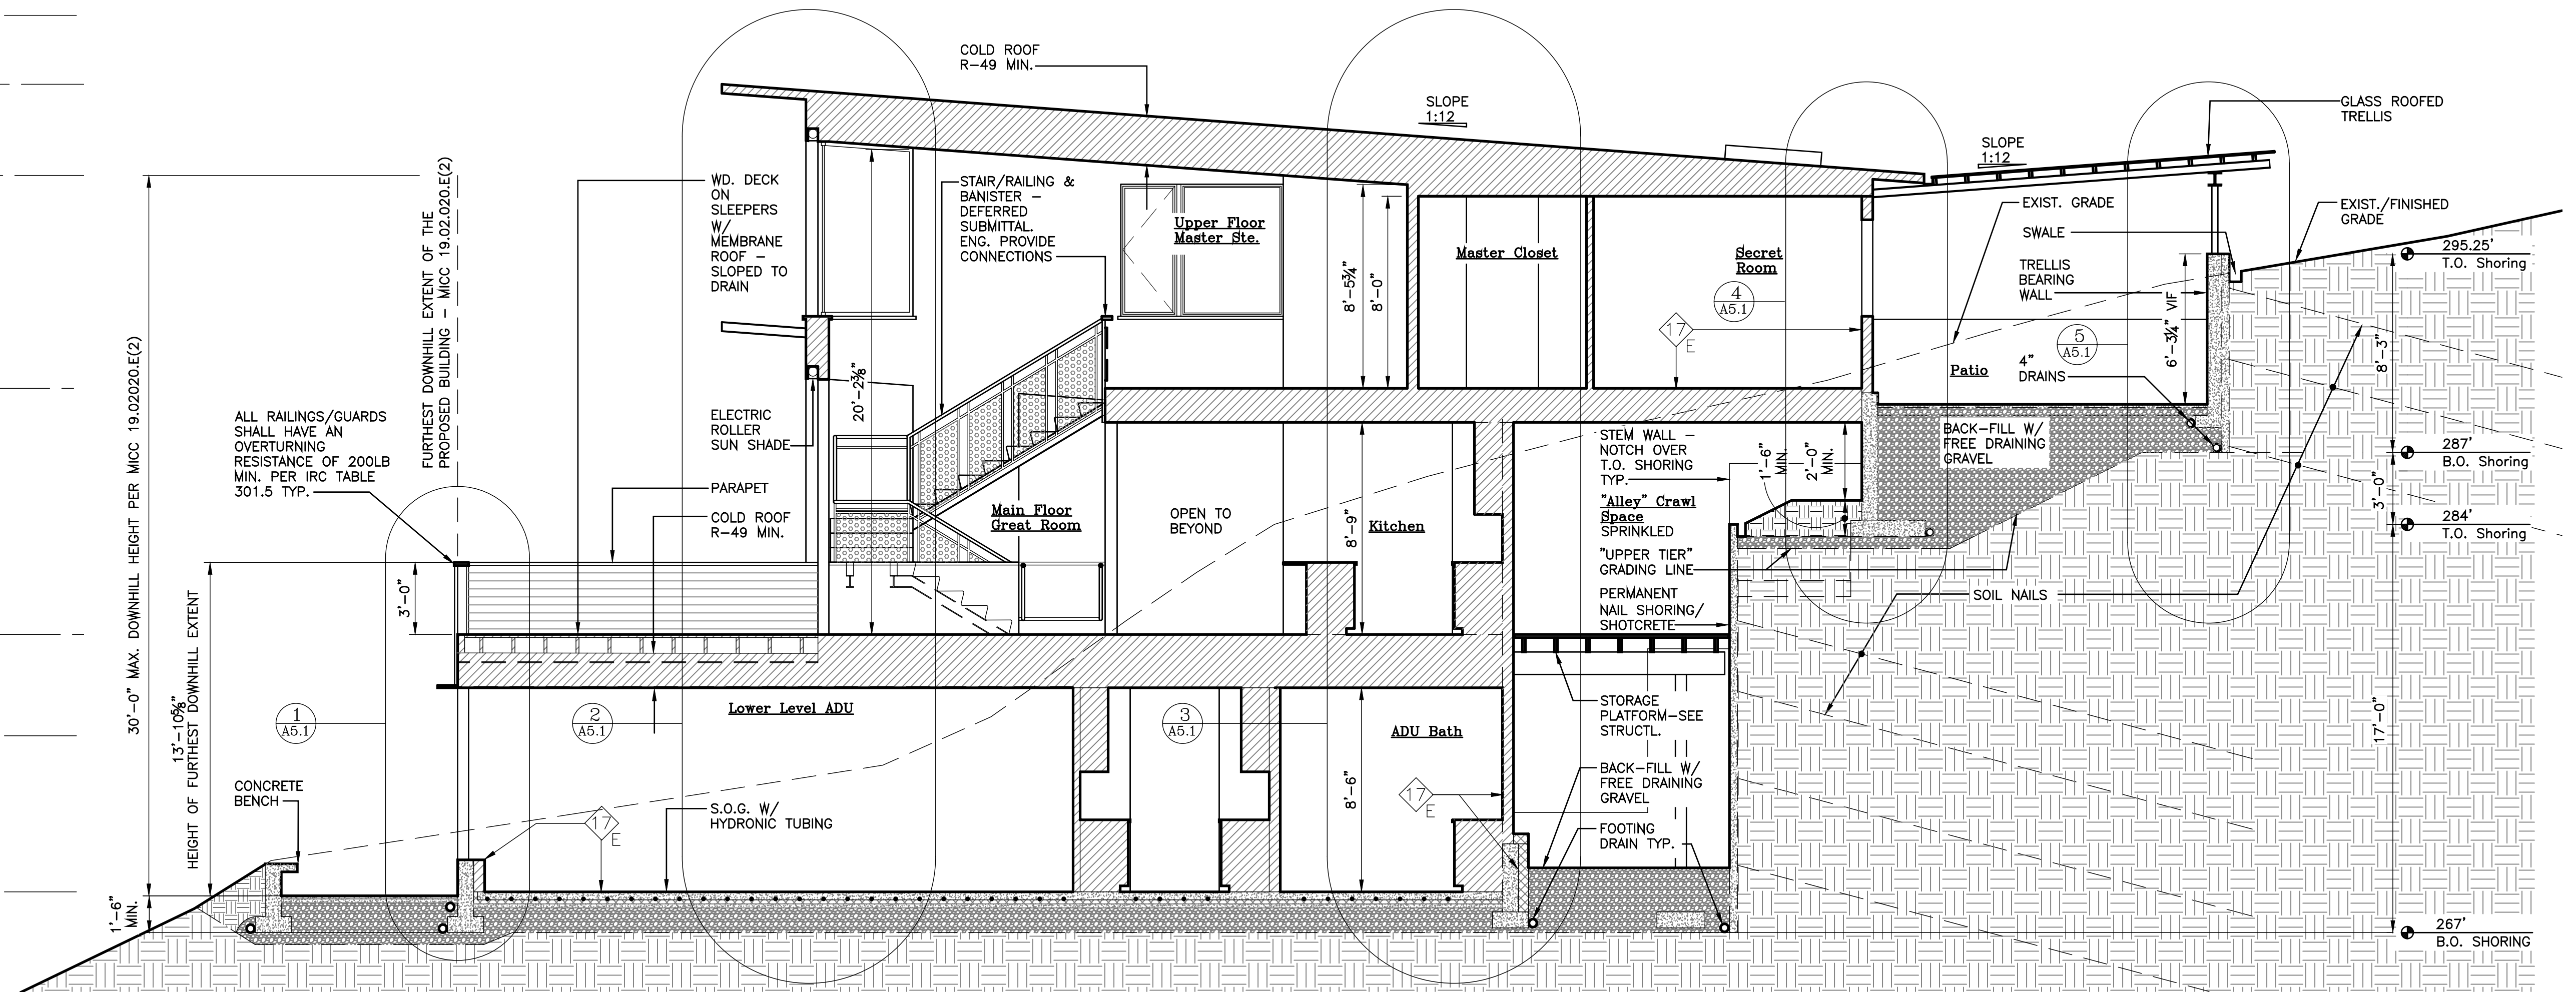 COLD ROOF
R-49 MIN.
SLOPE
1:12
SLOPE
1:12
GLASS ROOFED
TRELLIS
30'-0" MAX. DOWNHILL HEIGHT PER MICC 19.02020.E(2)
FURTHEST DOWNHILL EXTENT OF THE
PROPOSED BUILDING - MICC 19.02.020.E(2)
13'-10⅝"
HEIGHT OF FURTHEST DOWNHILL EXTENT
1'-6"
MIN.
ALL RAILINGS/GUARDS
SHALL HAVE AN
OVERTURNING
RESISTANCE OF 200LB
MIN. PER IRC TABLE
301.5 TYP.
3'-0"
CONCRETE
BENCH
1
A5.1
WD. DECK
ON
SLEEPERS
W/
MEMBRANE
ROOF -
SLOPED TO
DRAIN
ELECTRIC
ROLLER
SUN SHADE
PARAPET
COLD ROOF
R-49 MIN.
20'-2⅜"
STAIR/RAILING &
BANISTER -
DEFERRED
SUBMITTAL.
ENG. PROVIDE
CONNECTIONS
Upper Floor
Master Ste.
8'-5¾"
8'-0"
Master Closet
Secret
Room
4
A5.1
17
E
Main Floor
Great Room
OPEN TO
BEYOND
8'-9"
Kitchen
2
A5.1
Lower Level ADU
17
E
S.O.G. W/
HYDRONIC TUBING
3
A5.1
8'-6"
ADU Bath
17
E
STEM WALL -
NOTCH OVER
T.O. SHORING
TYP.
"Alley" Crawl
Space
SPRINKLED
"UPPER TIER"
GRADING LINE
PERMANENT
NAIL SHORING/
SHOTCRETE
STORAGE
PLATFORM-SEE
STRUCTL.
BACK-FILL W/
FREE DRAINING
GRAVEL
FOOTING
DRAIN TYP.
1'-6"
MIN.
2'-0"
MIN.
BACK-FILL W/
FREE DRAINING
GRAVEL
SOIL NAILS
EXIST. GRADE
SWALE
TRELLIS
BEARING
WALL
5
A5.1
Patio
4"
DRAINS
6'-3¼" VIF
EXIST./FINISHED
GRADE
295.25'
T.O. Shoring
8'-3"
287'
B.O. Shoring
3'-0"
284'
T.O. Shoring
17'-0"
267'
B.O. SHORING